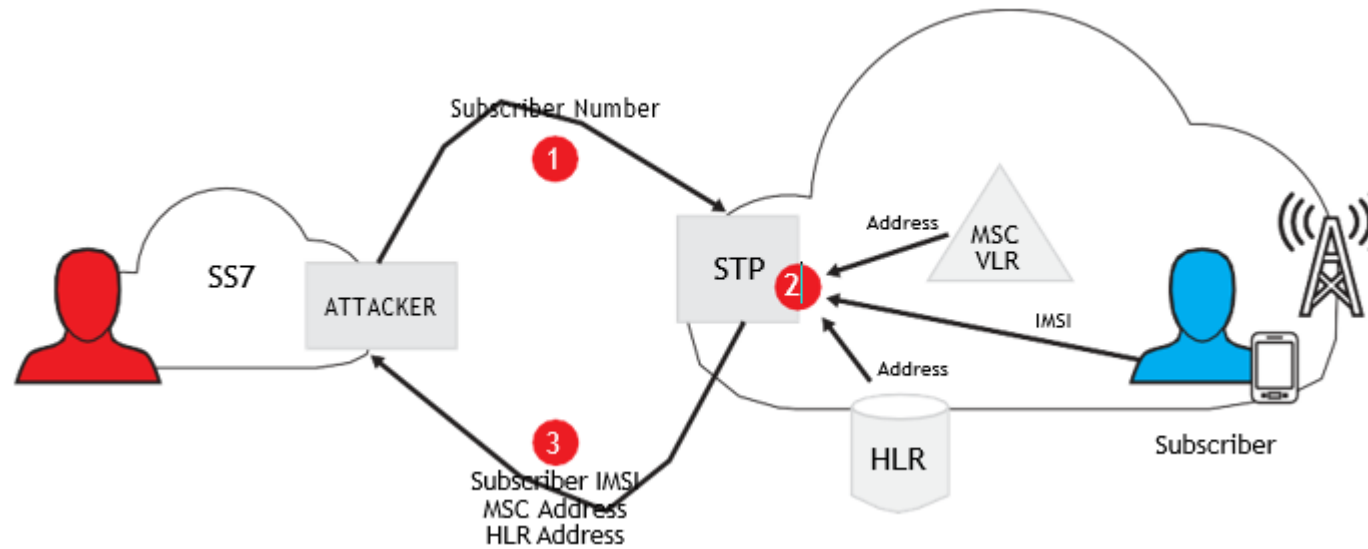 Subscriber Number
1
SS7
ATTACKER
STP
2
Address
MSC
VLR
IMSI
Address
HLR
Subscriber
3
Subscriber IMSI
MSC Address
HLR Address